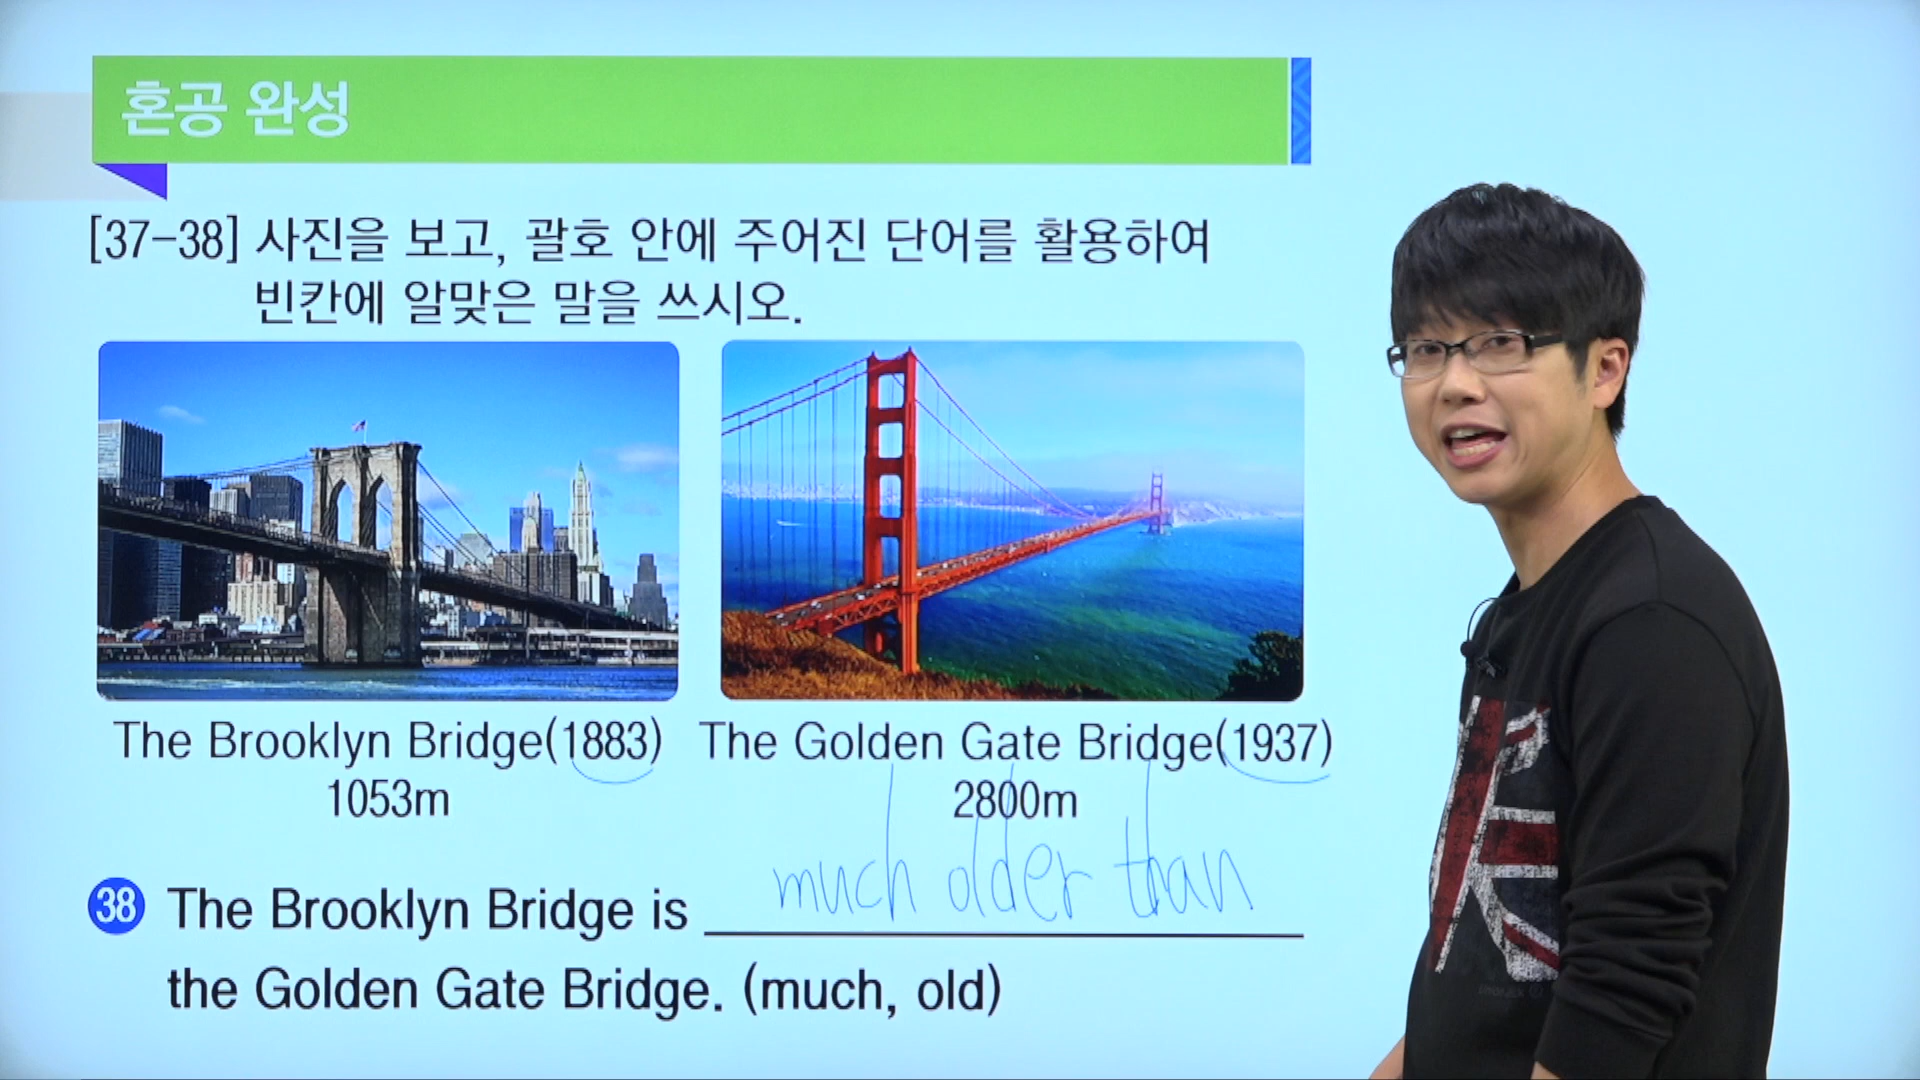 혼공 완성
[37-38] 사진을 보고, 괄호 안에 주어진 단어를 활용하여
빈칸에 알맞은 말을 쓰시오.
The Brooklyn Bridge(1883)
1053m
The Golden Gate Bridge(1937)
2800m
38 The Brooklyn Bridge is much older than
the Golden Gate Bridge. (much, old)